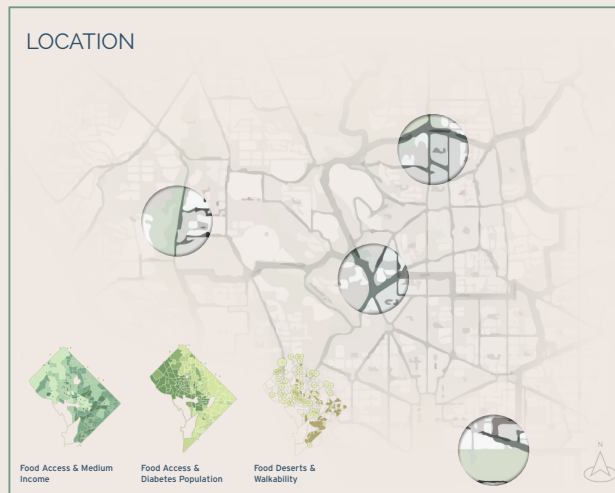 LOCATION
Food Access & Medium
Income
Food Access &
Diabetes Population
Food Deserts &
Walkability
N